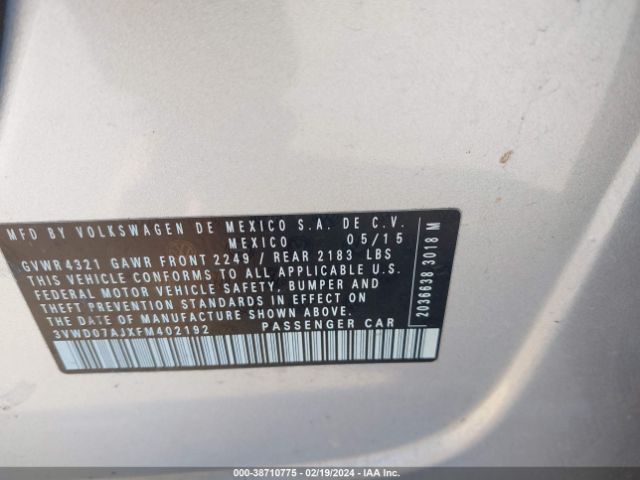 MFD BY VOLKSWAGEN DE MEXICO S.A. DE C.V.
MEXICO 05/15
GVWR 4321 GAWR FRONT 2249 / REAR 2183 LBS
THIS VEHICLE CONFORMS TO ALL APPLICABLE U.S.
FEDERAL MOTOR VEHICLE SAFETY, BUMPER AND
THEFT PREVENTION STANDARDS IN EFFECT ON
THE DATE OF MANUFACTURE SHOWN ABOVE.
3VWD07AJXFM402192 PASSENGER CAR
2036638 3018 M
000-38710775 - 02/19/2024 - IAA Inc.